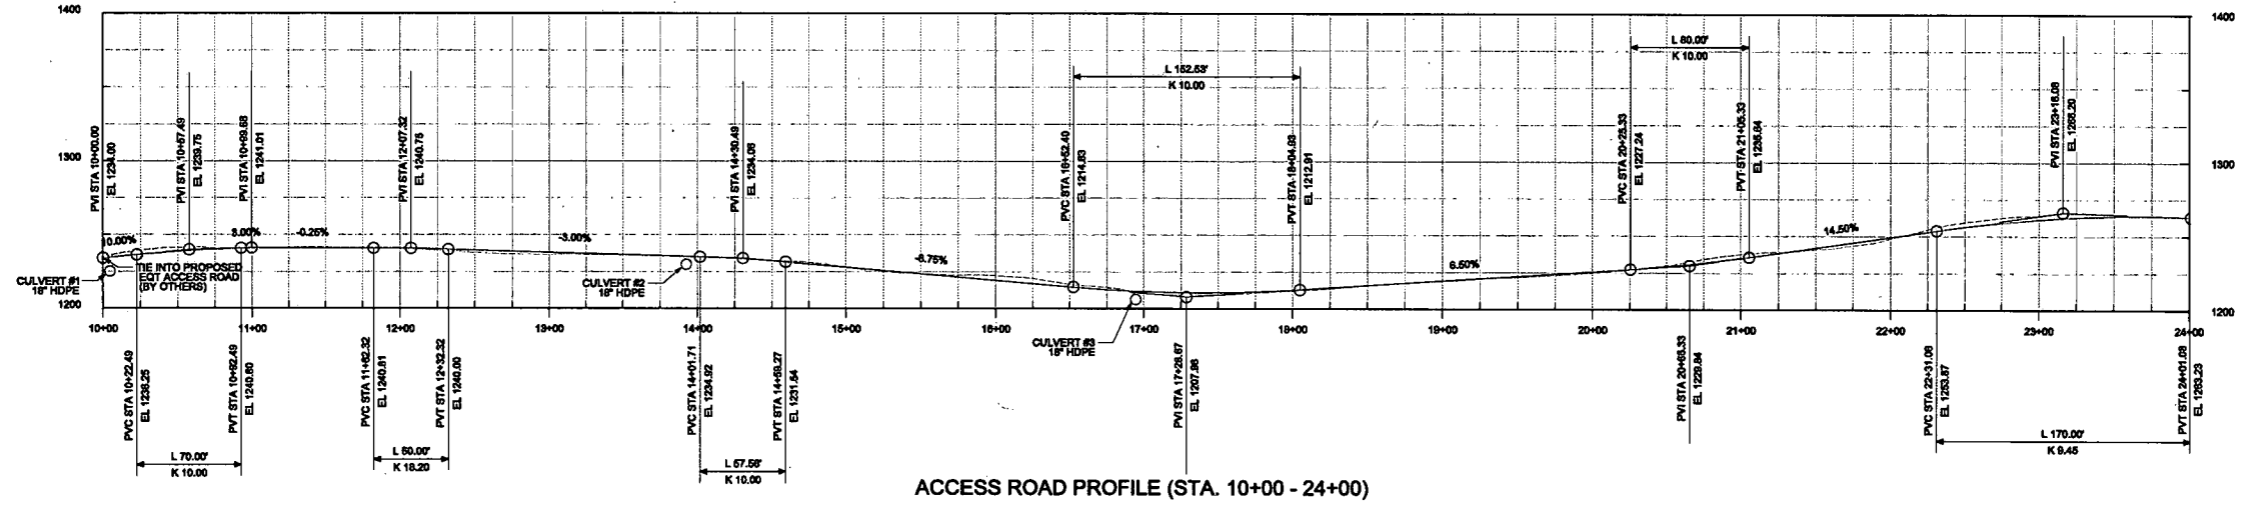 1400
1400
L 80.00'
K 10.00
L 152.53'
K 10.00
PVI STA 10+00.00
EL 1234.00
PVI STA 10+57.49
EL 1239.75
PVI STA 10+99.68
EL 1241.01
PVI STA 12+07.32
EL 1240.75
PVI STA 14+30.49
EL 1234.06
PVC STA 16+52.40
EL 1214.63
PVT STA 18+04.93
EL 1212.91
PVC STA 20+25.33
EL 1227.24
PVT STA 21+05.33
EL 1235.64
PVI STA 23+16.08
EL 1266.20
1300
1300
10.00%
3.00%
-0.25%
-3.00%
-8.75%
6.50%
14.50%
TIE INTO PROPOSED
EQT ACCESS ROAD
(BY OTHERS)
CULVERT #1
18" HDPE
CULVERT #2
18" HDPE
CULVERT #3
18" HDPE
1200
1200
10+00
11+00
12+00
13+00
14+00
15+00
16+00
17+00
18+00
19+00
20+00
21+00
22+00
23+00
24+00
PVC STA 10+22.49
EL 1236.25
PVT STA 10+92.49
EL 1240.80
PVC STA 11+82.32
EL 1240.81
PVT STA 12+32.32
EL 1240.00
PVC STA 14+01.71
EL 1234.92
PVT STA 14+59.27
EL 1231.54
PVI STA 17+28.67
EL 1207.96
PVI STA 20+65.33
EL 1229.84
PVC STA 22+31.08
EL 1253.87
PVT STA 24+01.08
EL 1263.23
L 70.00'
K 10.00
L 50.00'
K 18.20
L 57.56'
K 10.00
L 170.00'
K 9.45
ACCESS ROAD PROFILE (STA. 10+00 - 24+00)